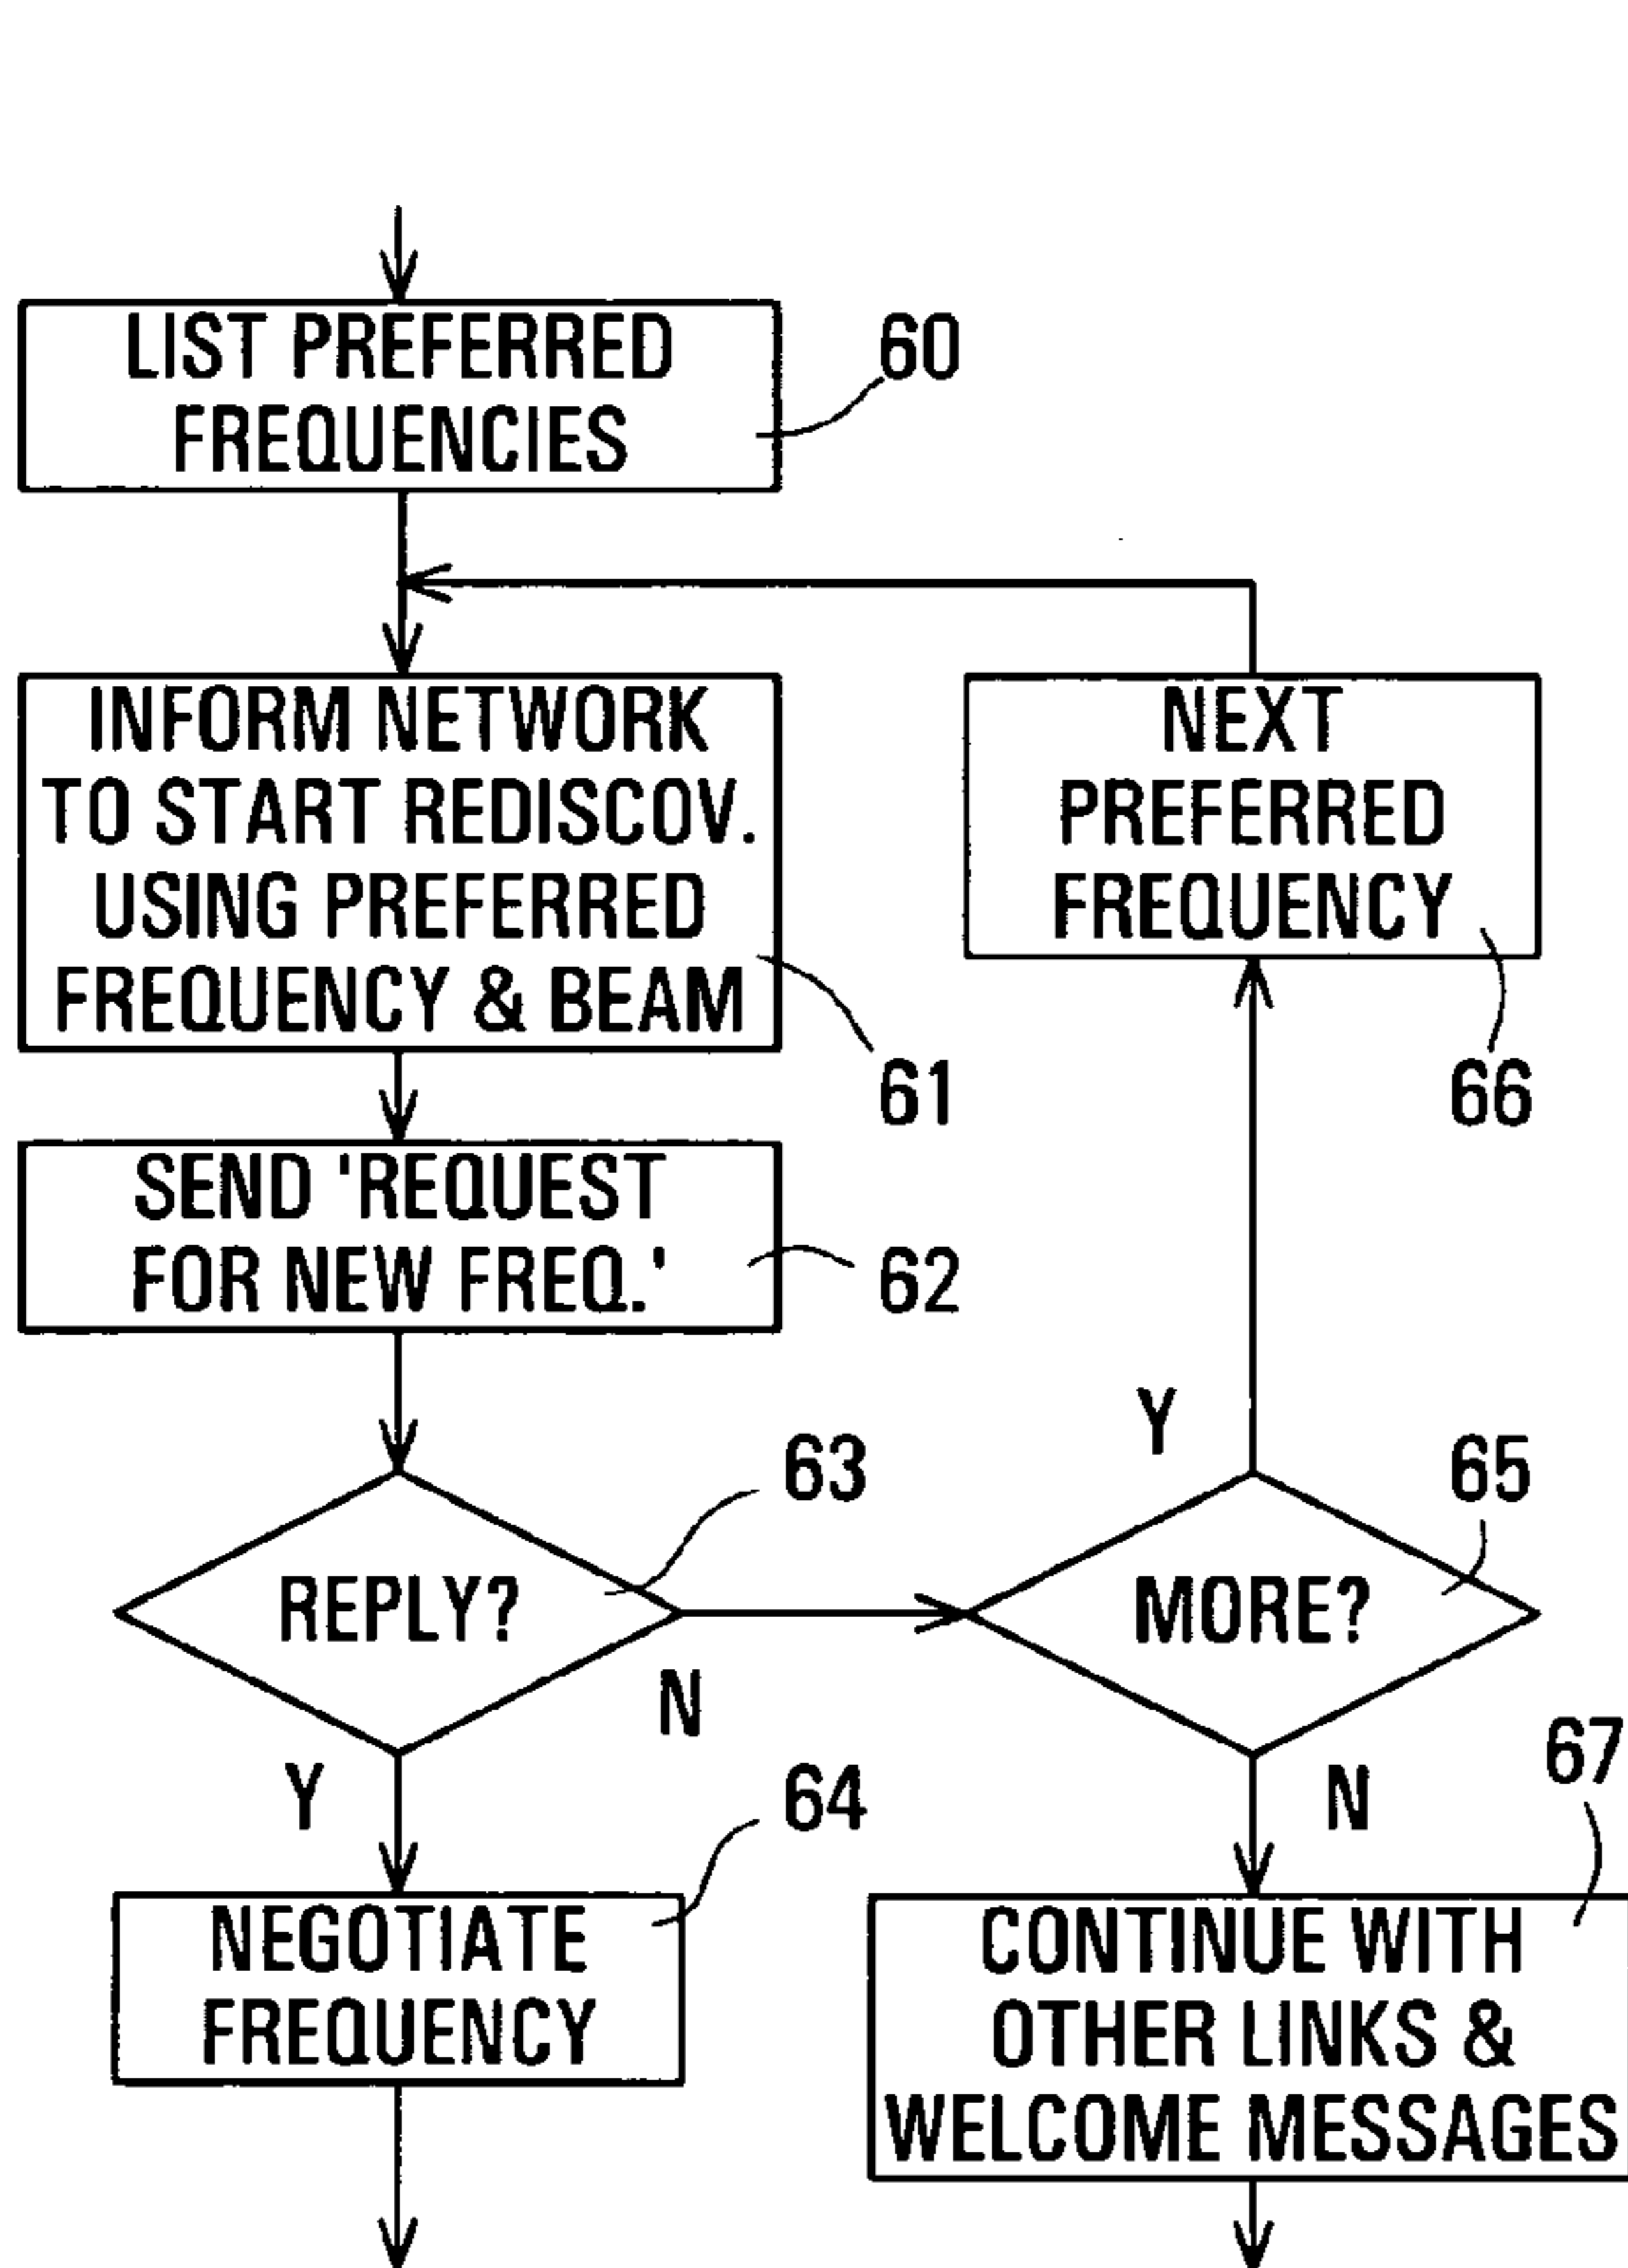 LIST PREFERRED
FREQUENCIES
60
INFORM NETWORK
TO START REDISCOV.
USING PREFERRED
FREQUENCY & BEAM
61
NEXT
PREFERRED
FREQUENCY
66
SEND 'REQUEST
FOR NEW FREQ.'
62
REPLY?
63
N
Y
MORE?
65
Y
N
NEGOTIATE
FREQUENCY
64
CONTINUE WITH
OTHER LINKS &
WELCOME MESSAGES
67